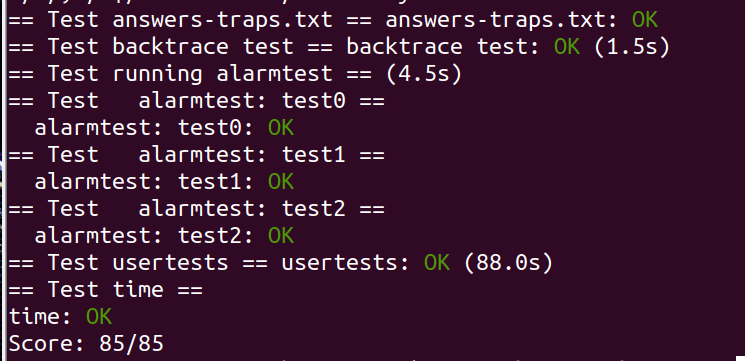 == Test answers-traps.txt == answers-traps.txt: OK
== Test backtrace test == backtrace test: OK (1.5s)
== Test running alarmtest == (4.5s)
== Test   alarmtest: test0 ==
  alarmtest: test0: OK
== Test   alarmtest: test1 ==
  alarmtest: test1: OK
== Test   alarmtest: test2 ==
  alarmtest: test2: OK
== Test usertests == usertests: OK (88.0s)
== Test time ==
time: OK
Score: 85/85